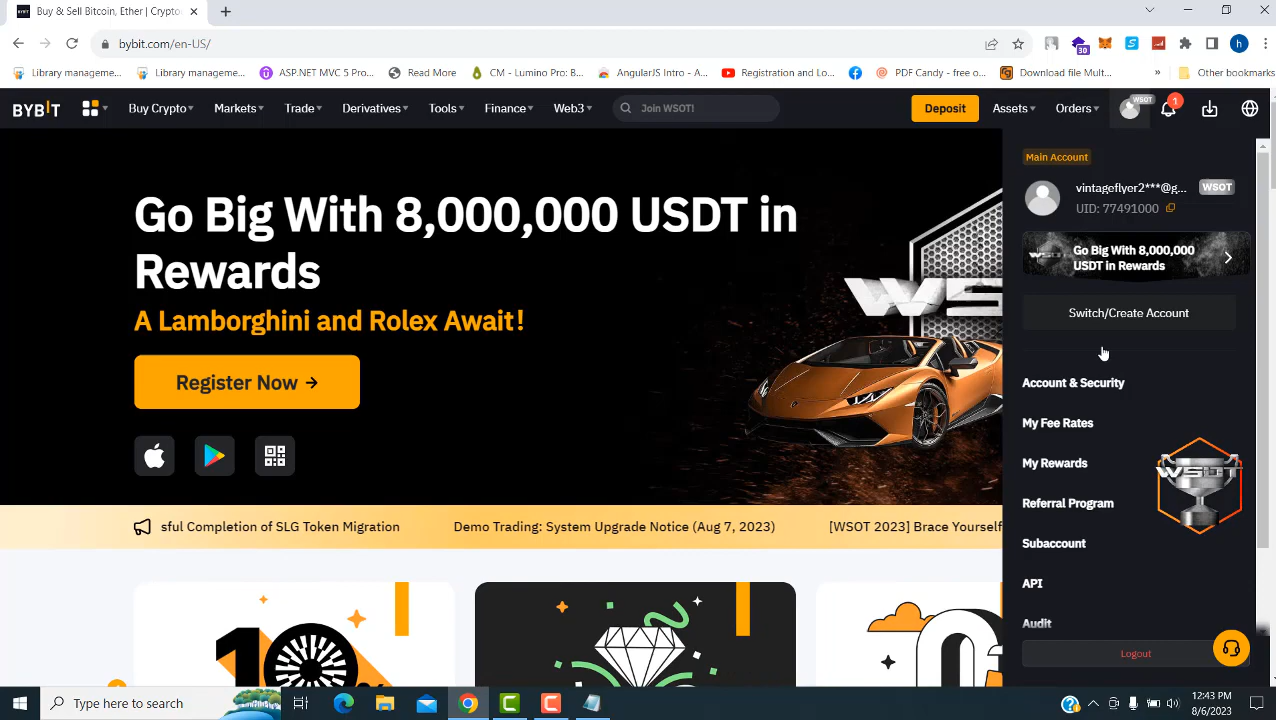 Buy & Sell Bitcoin, Ether | Crypto
bybit.com/en-US/
30
h
Library manageme...
Library manageme...
ASP.NET MVC 5 Pro...
Read More
CM - Lumino Pro: B...
AngularJS Intro - A...
Registration and Lo...
PDF Candy - free o...
Download file Mult...
»
Other bookmarks
BYBIT
Buy Crypto
Markets
Trade
Derivatives
Tools
Finance
Web3
Join WSOT!
Deposit
Assets
Orders
WSOT
1
Go Big With 8,000,000 USDT in
Rewards
A Lamborghini and Rolex Await!
Register Now →
Main Account
vintageflyer2***@g...
WSOT
UID: 77491000
Go Big With 8,000,000
USDT in Rewards
Switch/Create Account
Account & Security
My Fee Rates
My Rewards
WSOT
Referral Program
Subaccount
API
Audit
Logout
sful Completion of SLG Token Migration
Demo Trading: System Upgrade Notice (Aug 7, 2023)
[WSOT 2023] Brace Yourself
Type here to search
12:43 PM
8/6/2023